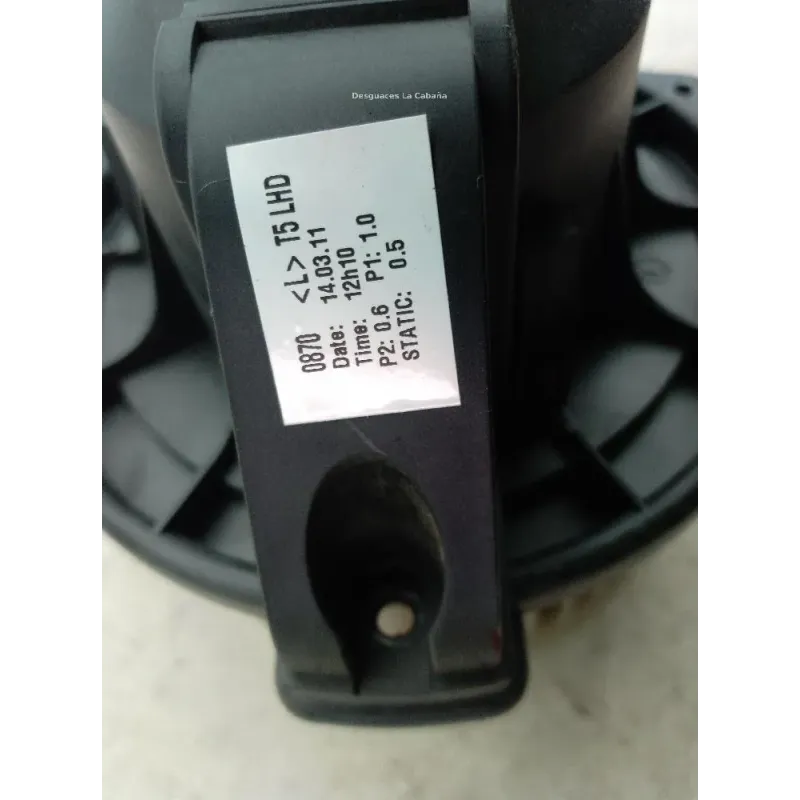 Desguaces La Cabaña
0870 <L> T5 LHD
Date: 14.03.11
Time: 12h10
P2: 0.6 P1: 1.0
STATIC: 0.5